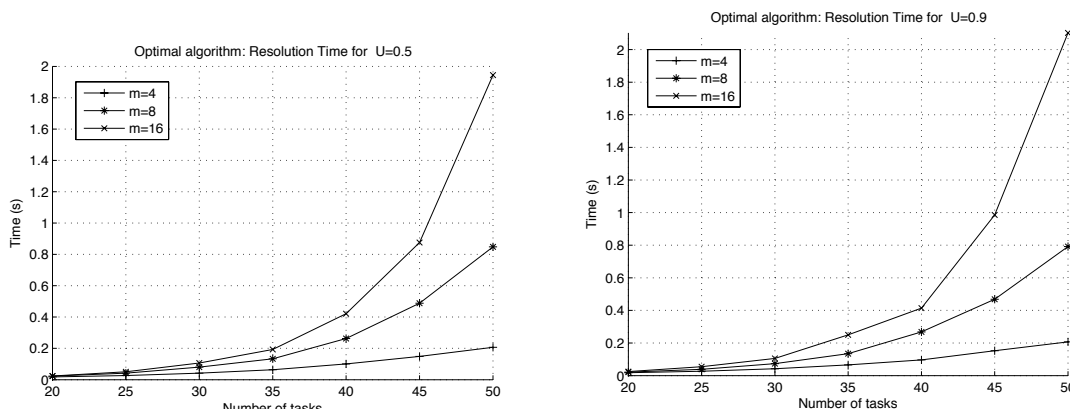 Optimal algorithm: Resolution Time for U=0.5
2
1.8
1.6
1.4
1.2
1
0.8
0.6
0.4
0.2
0
Time (s)
m=4
m=8
m=16
20 25 30 35 40 45 50
Number of tasks
Optimal algorithm: Resolution Time for U=0.9
2
1.8
1.6
1.4
1.2
1
0.8
0.6
0.4
0.2
0
Time (s)
m=4
m=8
m=16
20 25 30 35 40 45 50
Number of tasks